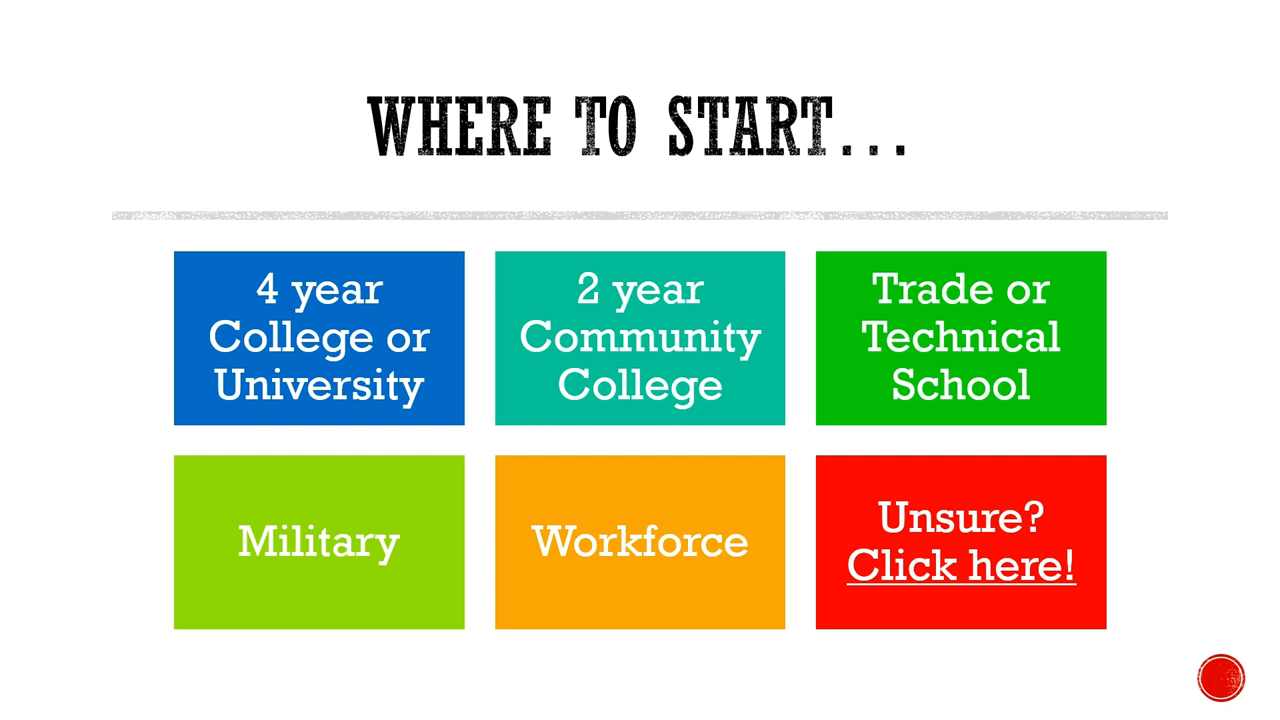 WHERE TO START...
4 year
College or
University
2 year
Community
College
Trade or
Technical
School
Military
Workforce
Unsure?
Click here!